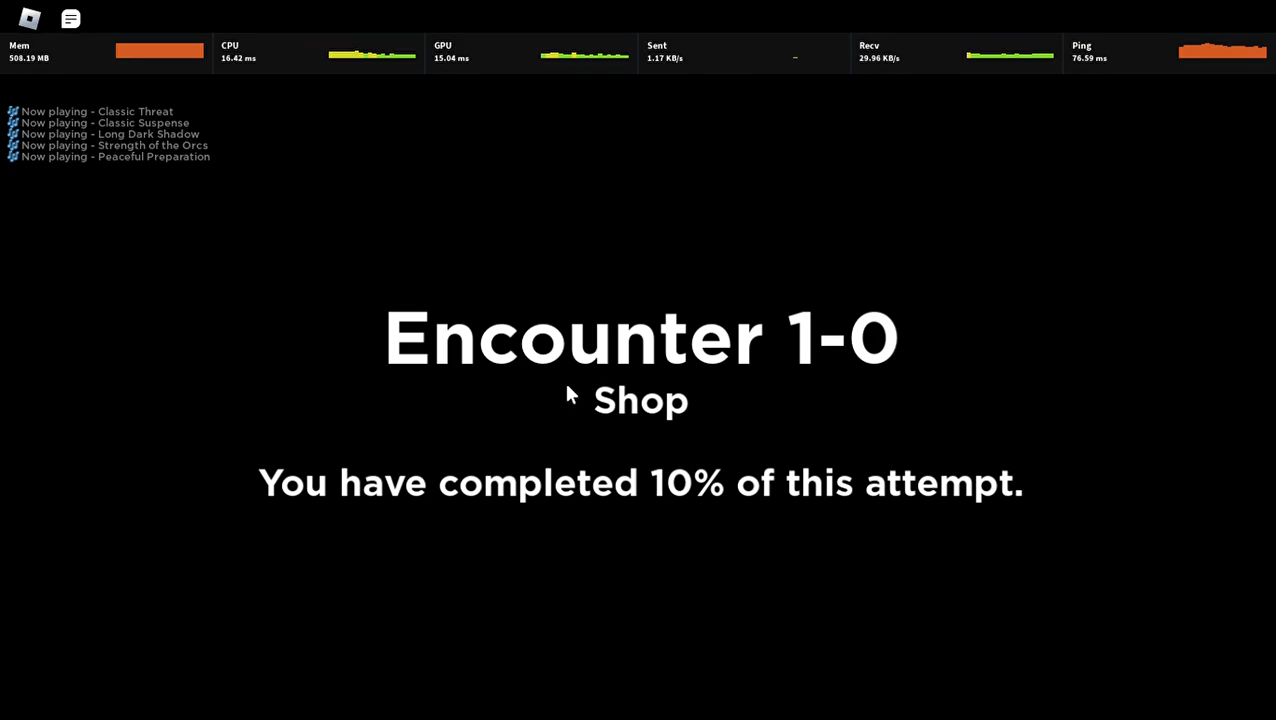 Mem CPU GPU Sent Recv Ping
508.19 MB 16.42 ms 15.04 ms 1.17 KB/s 29.96 KB/s 76.59 ms
Now playing - Classic Threat
Now playing - Classic Suspense
Now playing - Long Dark Shadow
Now playing - Strength of the Orcs
Now playing - Peaceful Preparation
Encounter 1-0
Shop
You have completed 10% of this attempt.